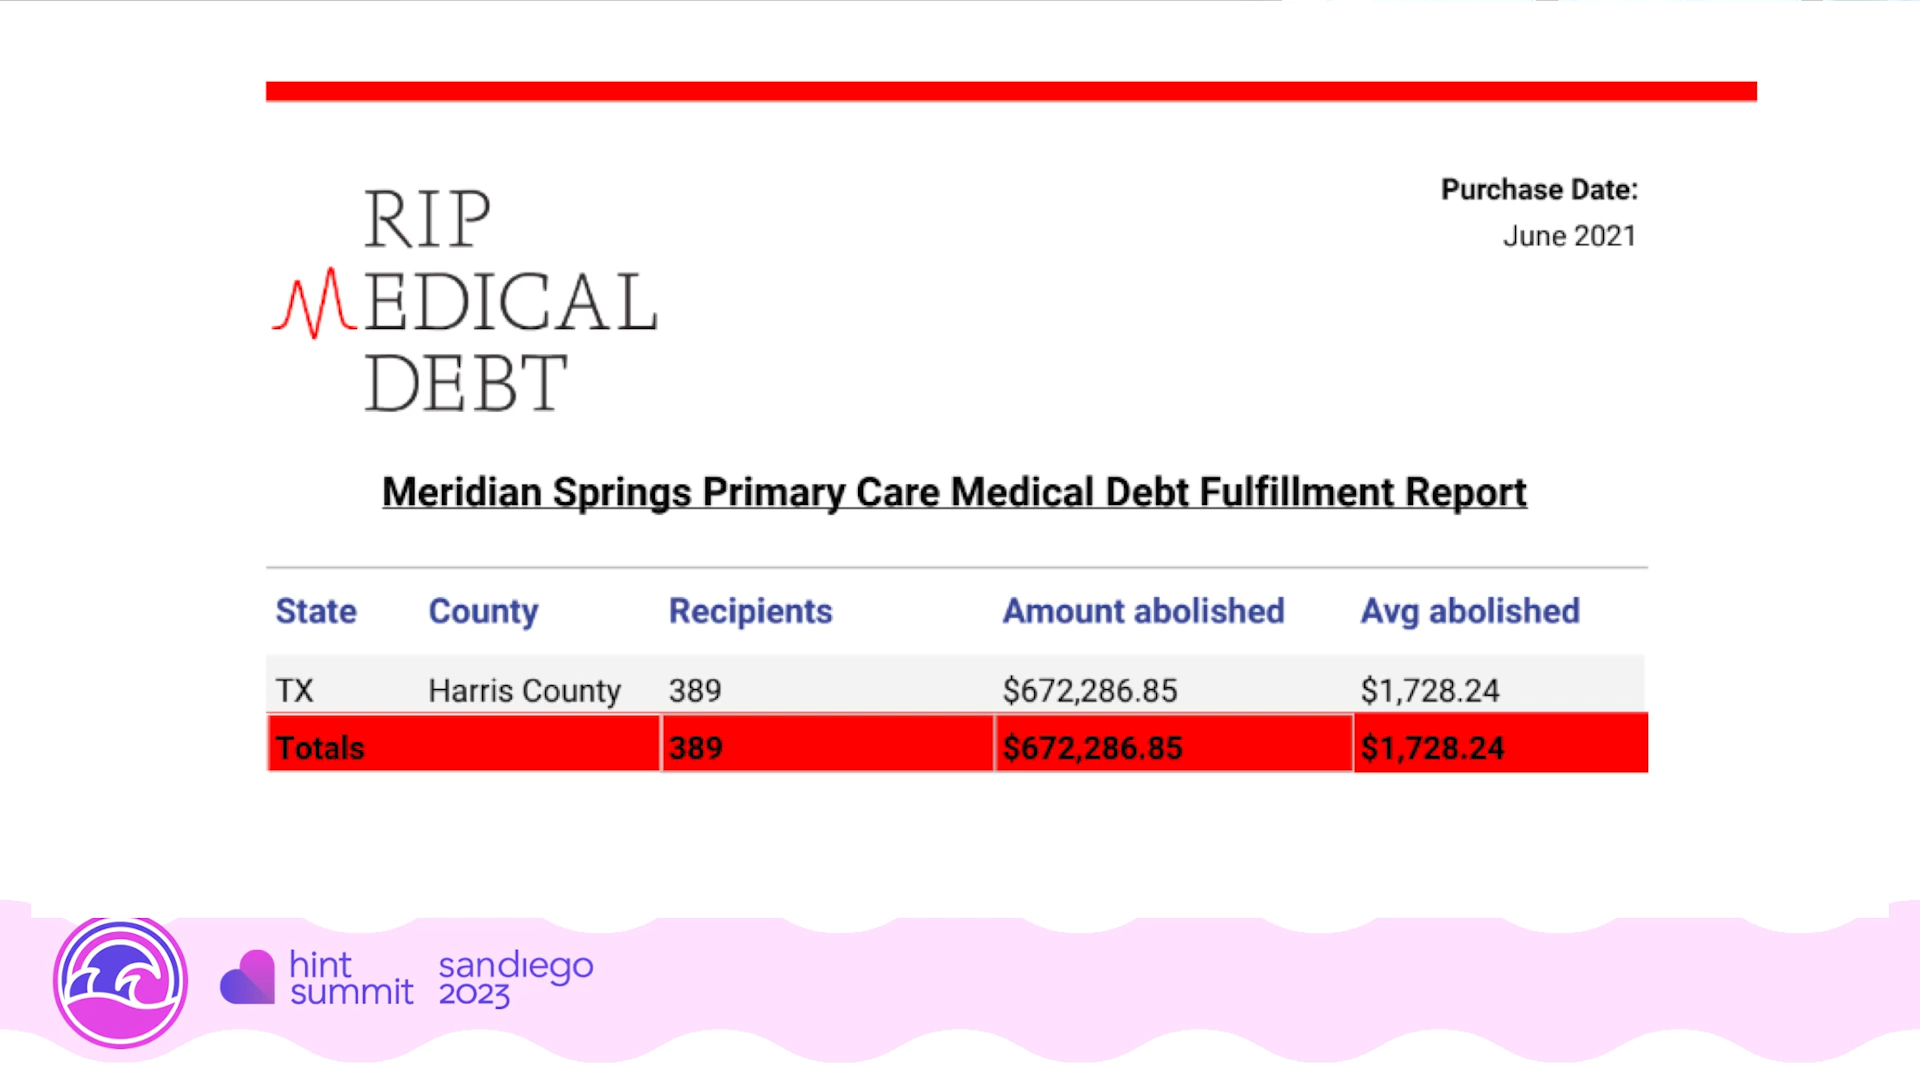 Purchase Date:
June 2021
RIP
MEDICAL
DEBT
Meridian Springs Primary Care Medical Debt Fulfillment Report
State County Recipients Amount abolished Avg abolished
TX Harris County 389 $672,286.85 $1,728.24
Totals 389 $672,286.85 $1,728.24
hint summit
sandiego 2023